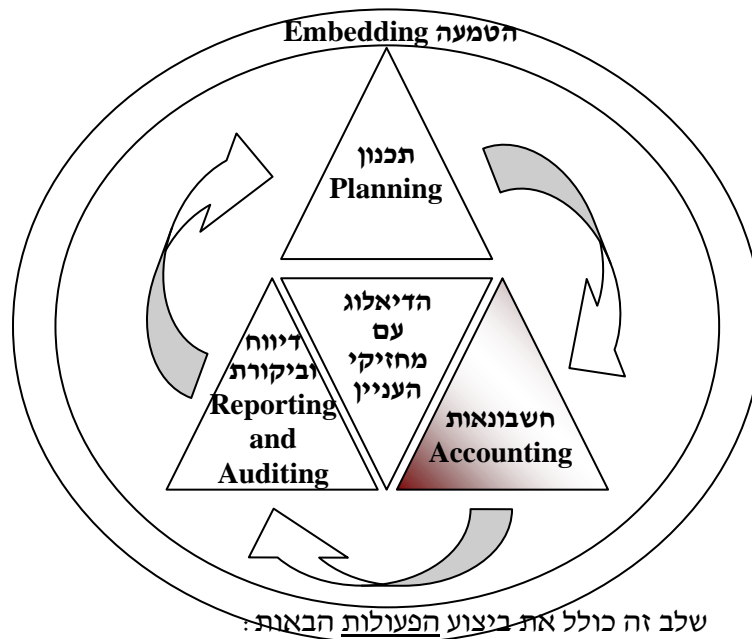 הטמעה Embedding
תכנון
Planning
הדיאלוג
עם
מחזיקי
העניין
דיווח
וביקורת
Reporting
and
Auditing
חשבונאות
Accounting
שלב זה כולל את ביצוע הפעולות הבאות: